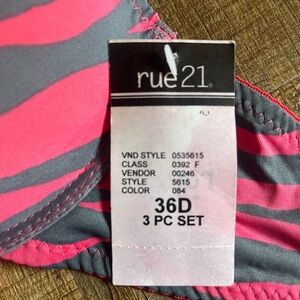 rue21
VND STYLE 0535615
CLASS 0392 F
VENDOR 00246
STYLE 5615
COLOR 084
36D
3 PC SET